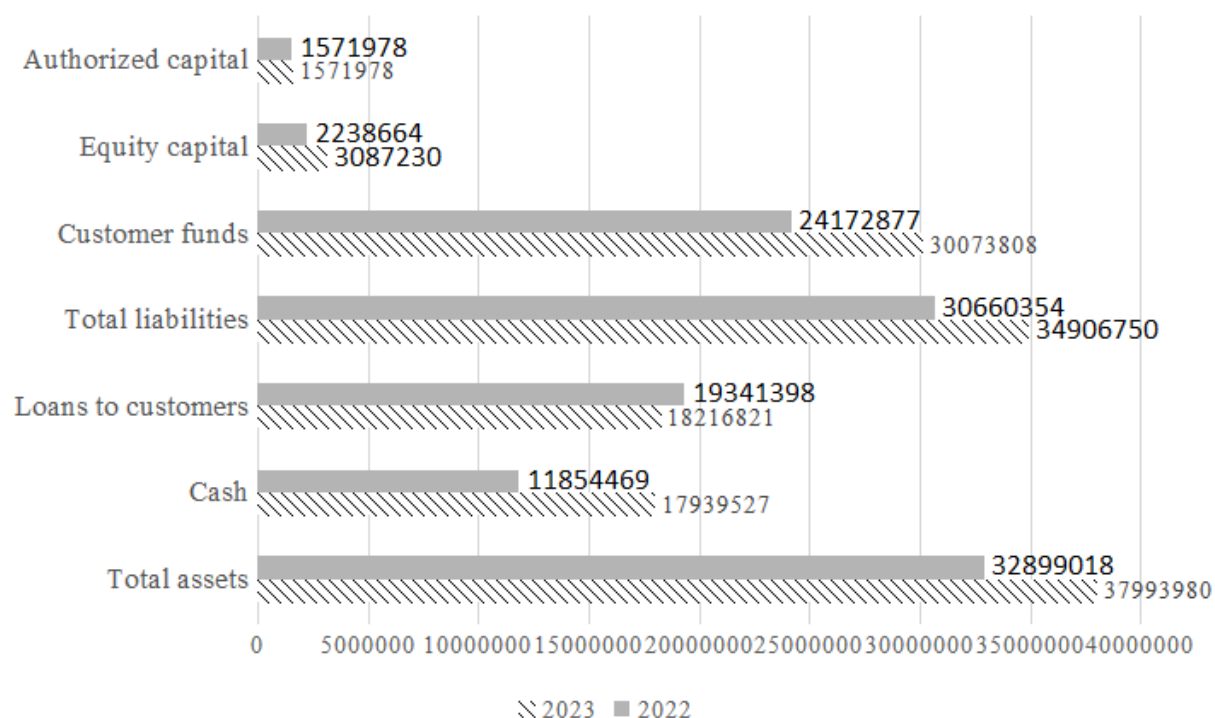 Authorized capital
1571978
1571978
Equity capital
2238664
3087230
Customer funds
24172877
30073808
Total liabilities
30660354
34906750
Loans to customers
19341398
18216821
Cash
11854469
17939527
Total assets
32899018
37993980
0 5000000 10000000 15000000 20000000 25000000 30000000 35000000 40000000
2023 2022